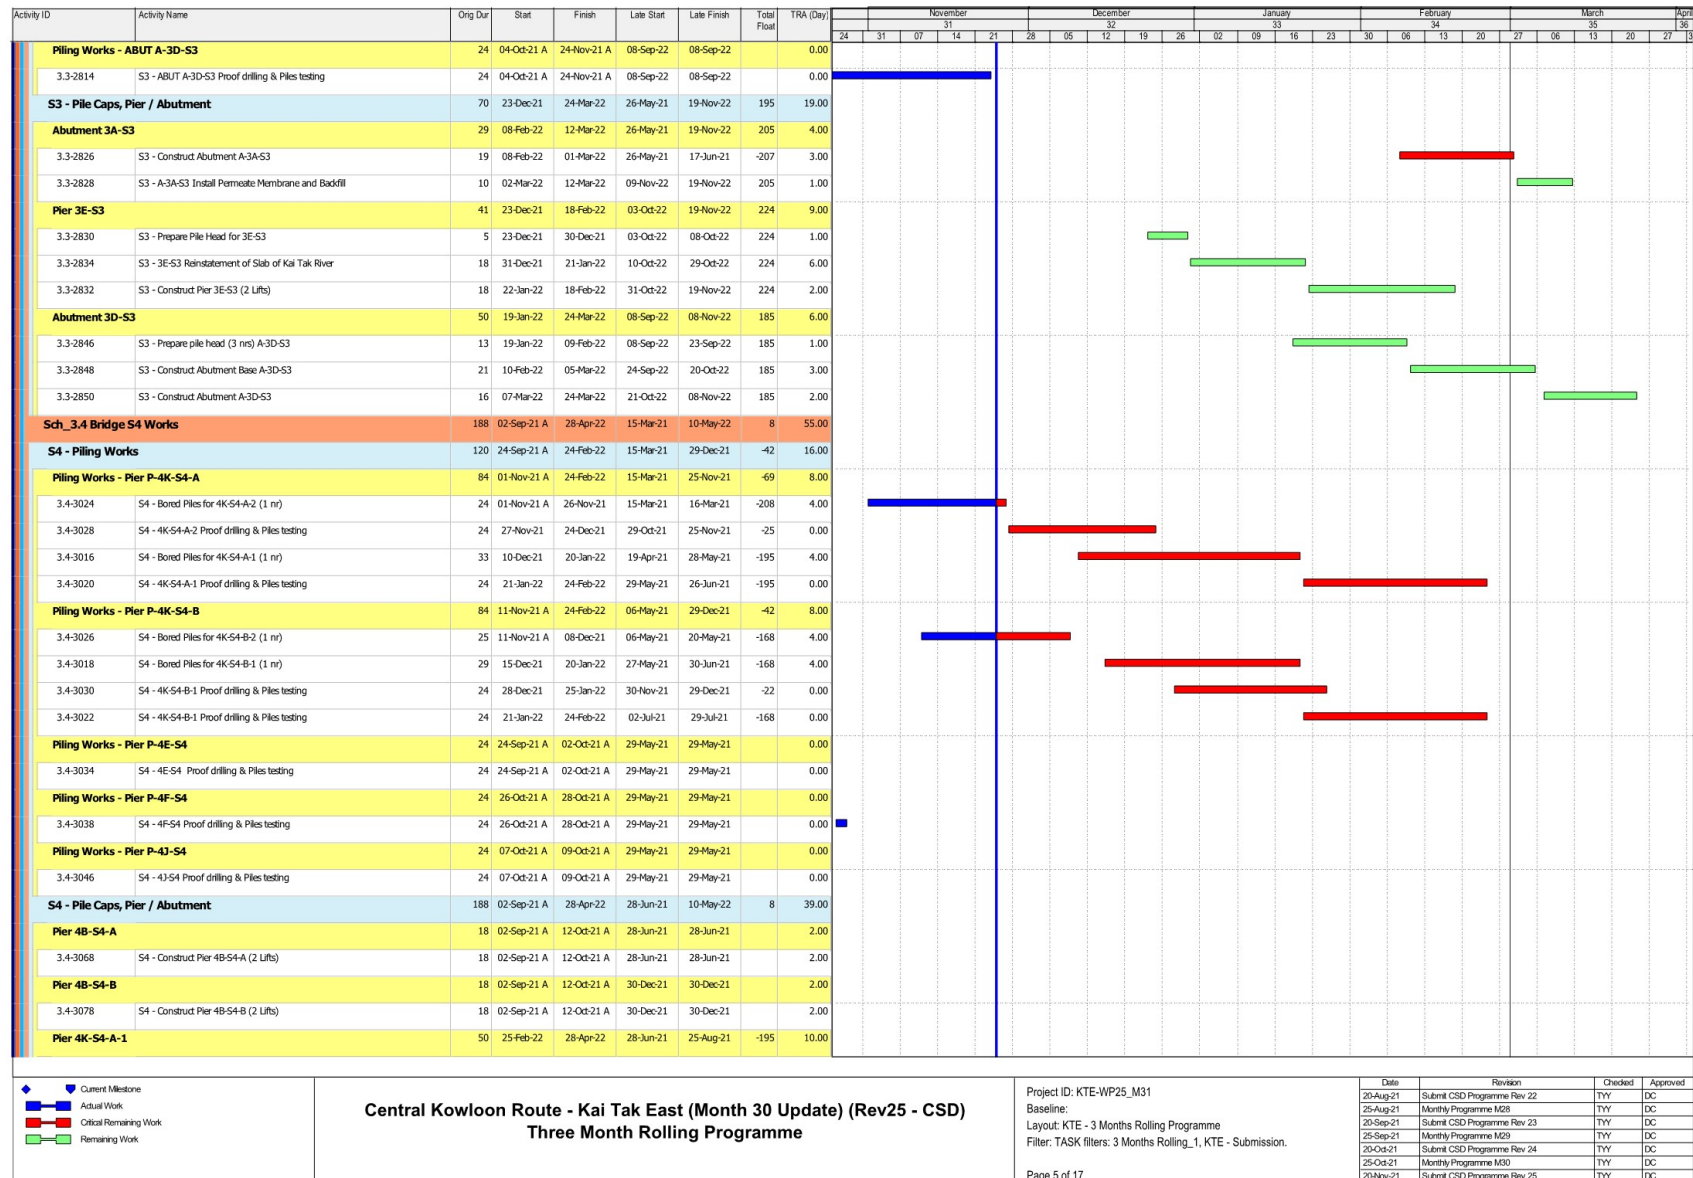 Activity ID Activity Name Orig Dur Start Finish Late Start Late Finish Total Float TRA (Day) November December January February March April
31 32 33 34 35 36
24 31 07 14 21 28 05 12 19 26 02 09 16 23 30 06 13 20 27 06 13 20 27 3
Piling Works - ABUT A-3D-S3 24 04-Oct-21 A 24-Nov-21 A 08-Sep-22 08-Sep-22 0.00
3.3-2814 S3 - ABUT A-3D-S3 Proof drilling & Piles testing 24 04-Oct-21 A 24-Nov-21 A 08-Sep-22 08-Sep-22 0.00
S3 - Pile Caps, Pier / Abutment 70 23-Dec-21 24-Mar-22 26-May-21 19-Nov-22 195 19.00
Abutment 3A-S3 29 08-Feb-22 12-Mar-22 26-May-21 19-Nov-22 205 4.00
3.3-2826 S3 - Construct Abutment A-3A-S3 19 08-Feb-22 01-Mar-22 26-May-21 17-Jun-21 -207 3.00
3.3-2828 S3 - A-3A-S3 Install Permeate Membrane and Backfill 10 02-Mar-22 12-Mar-22 09-Nov-22 19-Nov-22 205 1.00
Pier 3E-S3 41 23-Dec-21 18-Feb-22 03-Oct-22 19-Nov-22 224 9.00
3.3-2830 S3 - Prepare Pile Head for 3E-S3 5 23-Dec-21 30-Dec-21 03-Oct-22 08-Oct-22 224 1.00
3.3-2834 S3 - 3E-S3 Reinstatement of Slab of Kai Tak River 18 31-Dec-21 21-Jan-22 10-Oct-22 29-Oct-22 224 6.00
3.3-2832 S3 - Construct Pier 3E-S3 (2 Lifts) 18 22-Jan-22 18-Feb-22 31-Oct-22 19-Nov-22 224 2.00
Abutment 3D-S3 50 19-Jan-22 24-Mar-22 08-Sep-22 08-Nov-22 185 6.00
3.3-2846 S3 - Prepare pile head (3 nrs) A-3D-S3 13 19-Jan-22 09-Feb-22 08-Sep-22 23-Sep-22 185 1.00
3.3-2848 S3 - Construct Abutment Base A-3D-S3 21 10-Feb-22 05-Mar-22 24-Sep-22 20-Oct-22 185 3.00
3.3-2850 S3 - Construct Abutment A-3D-S3 16 07-Mar-22 24-Mar-22 21-Oct-22 08-Nov-22 185 2.00
Sch_3.4 Bridge S4 Works 188 02-Sep-21 A 28-Apr-22 15-Mar-21 10-May-22 8 55.00
S4 - Piling Works 120 24-Sep-21 A 24-Feb-22 15-Mar-21 29-Dec-21 -42 16.00
Piling Works - Pier P-4K-S4-A 84 01-Nov-21 A 24-Feb-22 15-Mar-21 25-Nov-21 -69 8.00
3.4-3024 S4 - Bored Piles for 4K-S4-A-2 (1 nr) 24 01-Nov-21 A 26-Nov-21 15-Mar-21 16-Mar-21 -208 4.00
3.4-3028 S4 - 4K-S4-A-2 Proof drilling & Piles testing 24 27-Nov-21 24-Dec-21 29-Oct-21 25-Nov-21 -25 0.00
3.4-3016 S4 - Bored Piles for 4K-S4-A-1 (1 nr) 33 10-Dec-21 20-Jan-22 19-Apr-21 28-May-21 -195 4.00
3.4-3020 S4 - 4K-S4-A-1 Proof drilling & Piles testing 24 21-Jan-22 24-Feb-22 29-May-21 26-Jun-21 -195 0.00
Piling Works - Pier P-4K-S4-B 84 11-Nov-21 A 24-Feb-22 06-May-21 29-Dec-21 -42 8.00
3.4-3026 S4 - Bored Piles for 4K-S4-B-2 (1 nr) 25 11-Nov-21 A 08-Dec-21 06-May-21 20-May-21 -168 4.00
3.4-3018 S4 - Bored Piles for 4K-S4-B-1 (1 nr) 29 15-Dec-21 20-Jan-22 27-May-21 30-Jun-21 -168 4.00
3.4-3030 S4 - 4K-S4-B-1 Proof drilling & Piles testing 24 28-Dec-21 25-Jan-22 30-Nov-21 29-Dec-21 -22 0.00
3.4-3022 S4 - 4K-S4-B-1 Proof drilling & Piles testing 24 21-Jan-22 24-Feb-22 02-Jul-21 29-Jul-21 -168 0.00
Piling Works - Pier P-4E-S4 24 24-Sep-21 A 02-Oct-21 A 29-May-21 29-May-21 0.00
3.4-3034 S4 - 4E-S4 Proof drilling & Piles testing 24 24-Sep-21 A 02-Oct-21 A 29-May-21 29-May-21 0.00
Piling Works - Pier P-4F-S4 24 26-Oct-21 A 28-Oct-21 A 29-May-21 29-May-21 0.00
3.4-3038 S4 - 4F-S4 Proof drilling & Piles testing 24 26-Oct-21 A 28-Oct-21 A 29-May-21 29-May-21 0.00
Piling Works - Pier P-4J-S4 24 07-Oct-21 A 09-Oct-21 A 29-May-21 29-May-21 0.00
3.4-3046 S4 - 4J-S4 Proof drilling & Piles testing 24 07-Oct-21 A 09-Oct-21 A 29-May-21 29-May-21 0.00
S4 - Pile Caps, Pier / Abutment 188 02-Sep-21 A 28-Apr-22 28-Jun-21 10-May-22 8 39.00
Pier 4B-S4-A 18 02-Sep-21 A 12-Oct-21 A 28-Jun-21 28-Jun-21 2.00
3.4-3068 S4 - Construct Pier 4B-S4-A (2 Lifts) 18 02-Sep-21 A 12-Oct-21 A 28-Jun-21 28-Jun-21 2.00
Pier 4B-S4-B 18 02-Sep-21 A 12-Oct-21 A 30-Dec-21 30-Dec-21 2.00
3.4-3078 S4 - Construct Pier 4B-S4-B (2 Lifts) 18 02-Sep-21 A 12-Oct-21 A 30-Dec-21 30-Dec-21 2.00
Pier 4K-S4-A-1 50 25-Feb-22 28-Apr-22 28-Jun-21 25-Aug-21 -195 10.00
Current Milestone
Actual Work
Critical Remaining Work
Remaining Work
Central Kowloon Route - Kai Tak East (Month 30 Update) (Rev25 - CSD)
Three Month Rolling Programme
Project ID: KTE-WP25_M31
Baseline:
Layout: KTE - 3 Months Rolling Programme
Filter: TASK filters: 3 Months Rolling_1, KTE - Submission.
Page 5 of 17
Date Revision Checked Approved
20-Aug-21 Submit CSD Programme Rev 22 TYY DC
25-Aug-21 Monthly Programme M28 TYY DC
20-Sep-21 Submit CSD Programme Rev 23 TYY DC
25-Sep-21 Monthly Programme M29 TYY DC
20-Oct-21 Submit CSD Programme Rev 24 TYY DC
25-Oct-21 Monthly Programme M30 TYY DC
20-Nov-21 Submit CSD Programme Rev 25 TYY DC